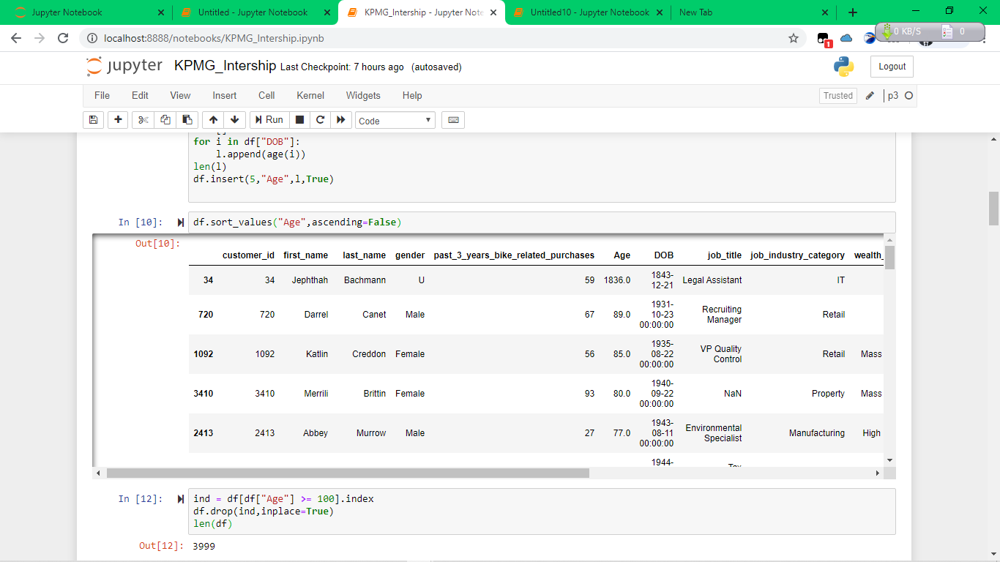 Jupyter Notebook
Untitled - Jupyter Notebook
KPMG_Intership - Jupyter Note
Untitled10 - Jupyter Notebook
New Tab
localhost:8888/notebooks/KPMG_Intership.ipynb
1
0 KB/S
0
jupyter KPMG_Intership Last Checkpoint: 7 hours ago (autosaved)
Logout
File Edit View Insert Cell Kernel Widgets Help
Trusted
p3
Run
Code
for i in df["DOB"]:
    l.append(age(i))
len(l)
df.insert(5,"Age",l,True)
In [10]: df.sort_values("Age",ascending=False)
Out[10]:
customer_id first_name last_name gender past_3_years_bike_related_purchases Age DOB job_title job_industry_category wealth_
34 34 Jephthah Bachmann U 59 1836.0 1843-12-21 Legal Assistant IT
720 720 Darrel Canet Male 67 89.0 1931-10-23 00:00:00 Recruiting Manager Retail
1092 1092 Katlin Creddon Female 56 85.0 1935-08-22 00:00:00 VP Quality Control Retail Mass
3410 3410 Merrili Brittin Female 93 80.0 1940-09-22 00:00:00 NaN Property Mass
2413 2413 Abbey Murrow Male 27 77.0 1943-08-11 00:00:00 Environmental Specialist Manufacturing High
1944-
In [12]: ind = df[df["Age"] >= 100].index
df.drop(ind,inplace=True)
len(df)
Out[12]: 3999